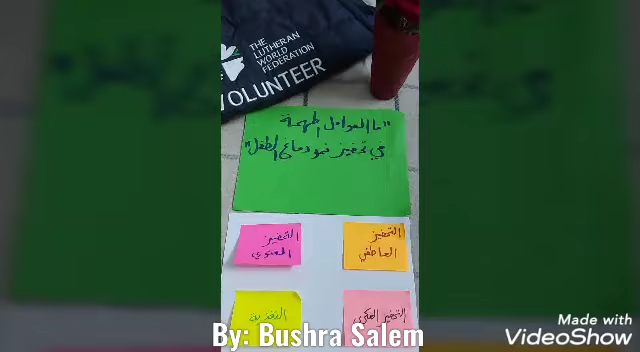 THE
LUTHERAN
WORLD
FEDERATION
VOLUNTEER
"ما العوامل المهمة
في تحفيز نمو دماغ الطفل"
التحفيز
العاطفي
التحفيز
المعنوي
التحفيز الفكري
التغذية
By: Bushra Salem
Made with
VideoShow